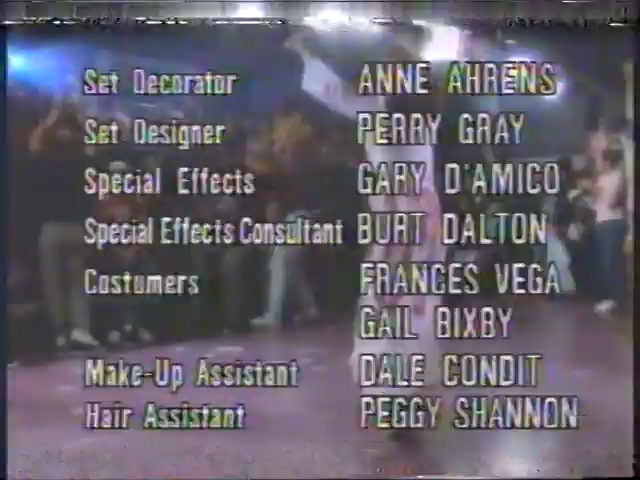 Set Decorator ANNE AHRENS
Set Designer PERRY GRAY
Special Effects GARY D'AMICO
Special Effects Consultant BURT DALTON
Costumers FRANCES VEGA
GAIL BIXBY
Make-Up Assistant DALE CONDIT
Hair Assistant PEGGY SHANNON